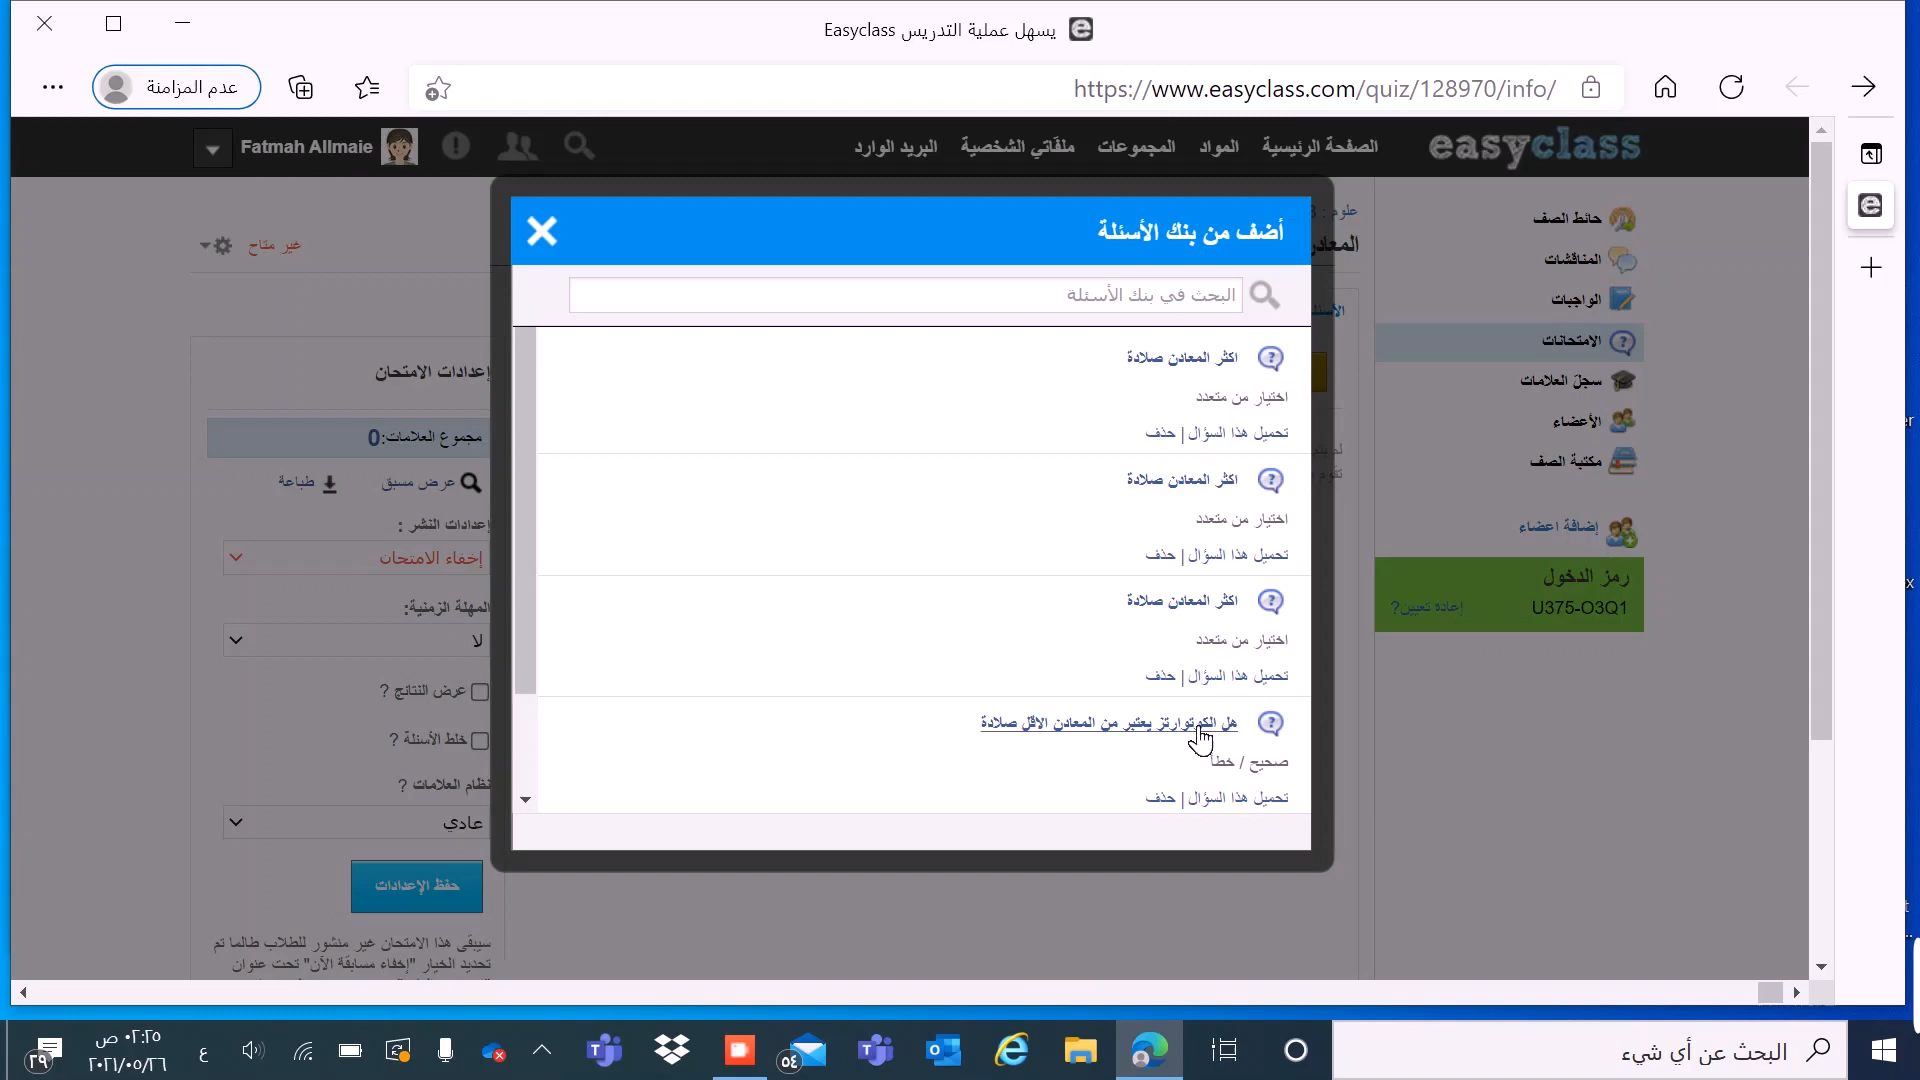 يسهل عملية التدريس Easyclass
عدم المزامنة
https://www.easyclass.com/quiz/128970/info/
easyclass
الصفحة الرئيسية
المواد
المجموعات
ملفّاتي الشخصية
البريد الوارد
Fatmah Allmaie
حائط الصف
المناقشات
الواجبات
الامتحانات
سجلّ العلامات
الأعضاء
مكتبة الصف
إضافة اعضاء
رمز الدخول
U375-O3Q1
إعادة تعيين?
علوم :
المعادن
أضف من بنك الأسئلة
البحث في بنك الأسئلة
اكثر المعادن صلادة
اختيار من متعدد
تحميل هذا السؤال | حذف
اكثر المعادن صلادة
اختيار من متعدد
تحميل هذا السؤال | حذف
اكثر المعادن صلادة
اختيار من متعدد
تحميل هذا السؤال | حذف
هل الكوتوارتز يعتبر من المعادن الاقل صلادة
صحيح / خطأ
تحميل هذا السؤال | حذف
غير متاح
إعدادات الامتحان
مجموع العلامات:0
عرض مسبق
طباعة
إعدادات النشر :
إخفاء الامتحان
المهلة الزمنية:
لا
عرض النتائج ?
خلط الأسئلة ?
نظام العلامات ?
عادي
حفظ الإعدادات
سيبقى هذا الامتحان غير منشور للطلاب طالما تم
تحديد الخيار "إخفاء مسابقة الآن" تحت عنوان
البحث عن أي شيء
٥٤
ع
٠٢:٢٥ ص
٢٠٢١/٠٥/٢٦
٢٩